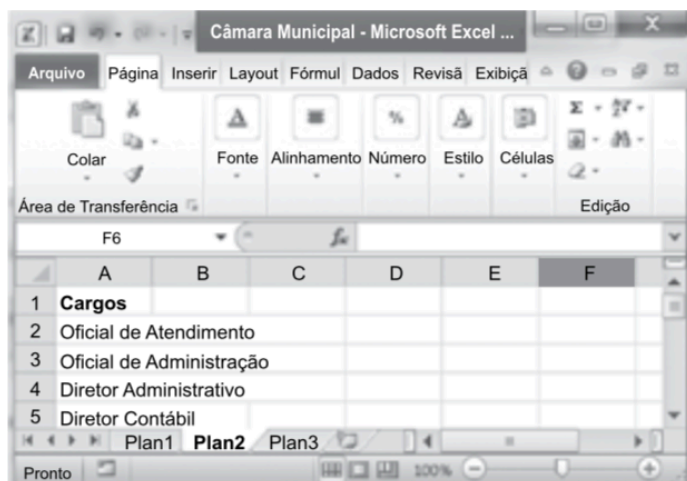 Câmara Municipal - Microsoft Excel ...
Arquivo Página Inserir Layout Fórmul Dados Revisã Exibiçã
Colar Fonte Alinhamento Número Estilo Células
Área de Transferência Edição
F6 fx
A B C D E F
1 Cargos
2 Oficial de Atendimento
3 Oficial de Administração
4 Diretor Administrativo
5 Diretor Contábil
Plan1 Plan2 Plan3
Pronto 100%